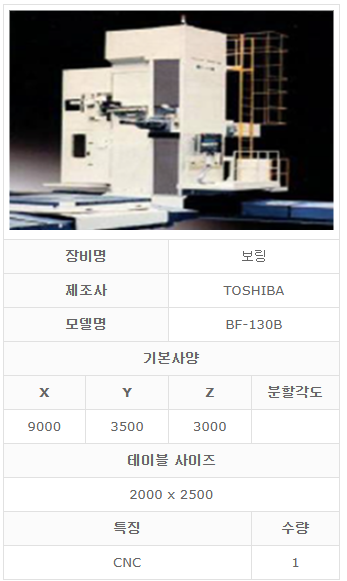 장비명 보링
제조사 TOSHIBA
모델명 BF-130B
기본사양
X Y Z 분할각도
9000 3500 3000
테이블 사이즈
2000 x 2500
특징 수량
CNC 1